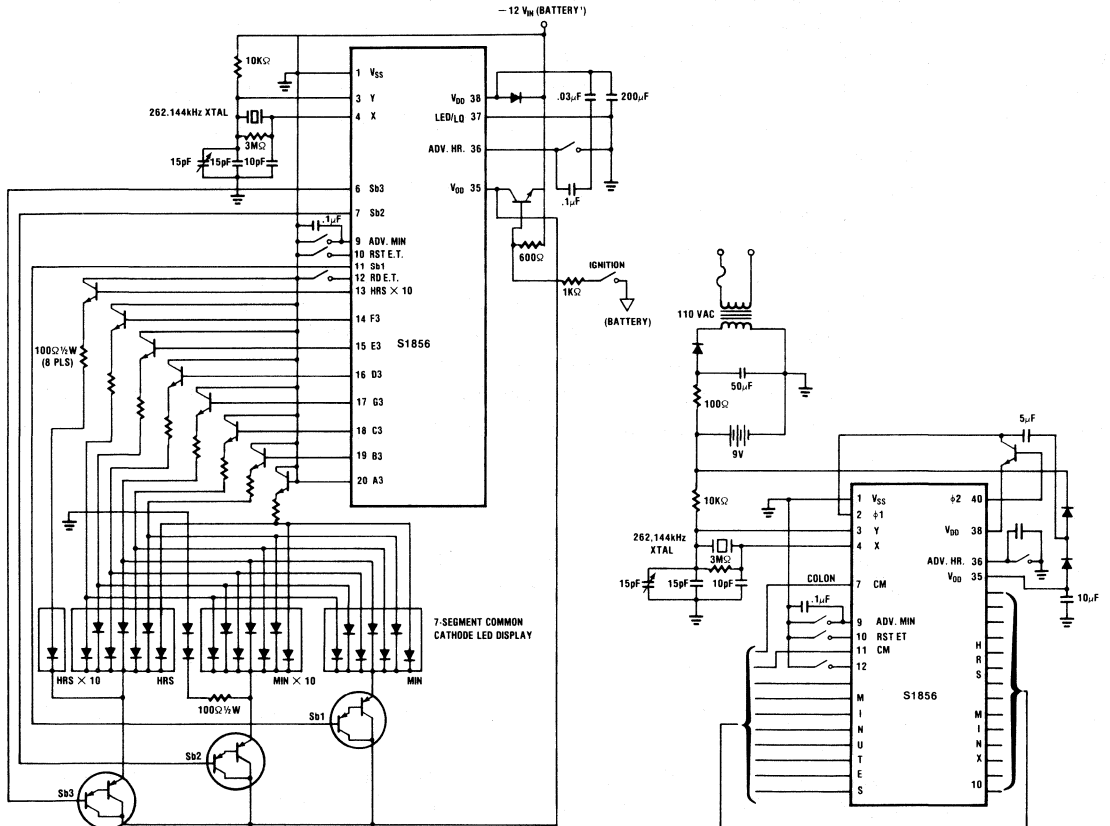 − 12 VIN (BATTERY')
10KΩ
262.144kHz XTAL
3MΩ
15pF
15pF
10pF
1 VSS
3 Y
4 X
6 Sb3
7 Sb2
.1µF
9 ADV. MIN
10 RST E.T.
11 Sb1
12 RD E.T.
13 HRS × 10
14 F3
15 E3
S1856
16 D3
17 G3
18 C3
19 B3
20 A3
VDD 38
LED/LQ 37
ADV. HR. 36
VDD 35
.03µF
200µF
.1µF
600Ω
1KΩ
IGNITION
(BATTERY)
100Ω ½W
(8 PLS)
7-SEGMENT COMMON
CATHODE LED DISPLAY
HRS × 10
HRS
MIN × 10
MIN
100Ω ½W
Sb1
Sb2
Sb3
110 VAC
50µF
100Ω
9V
5µF
10KΩ
262,144kHz
XTAL
3MΩ
15pF
15pF
10pF
COLON
.1µF
1 VSS
2 φ1
3 Y
4 X
7 CM
9 ADV. MIN
10 RST ET
11 CM
12
S1856
M
I
N
U
T
E
S
φ2 40
VDD 38
ADV. HR. 36
VDD 35
10µF
H
R
S
M
I
N
X
10